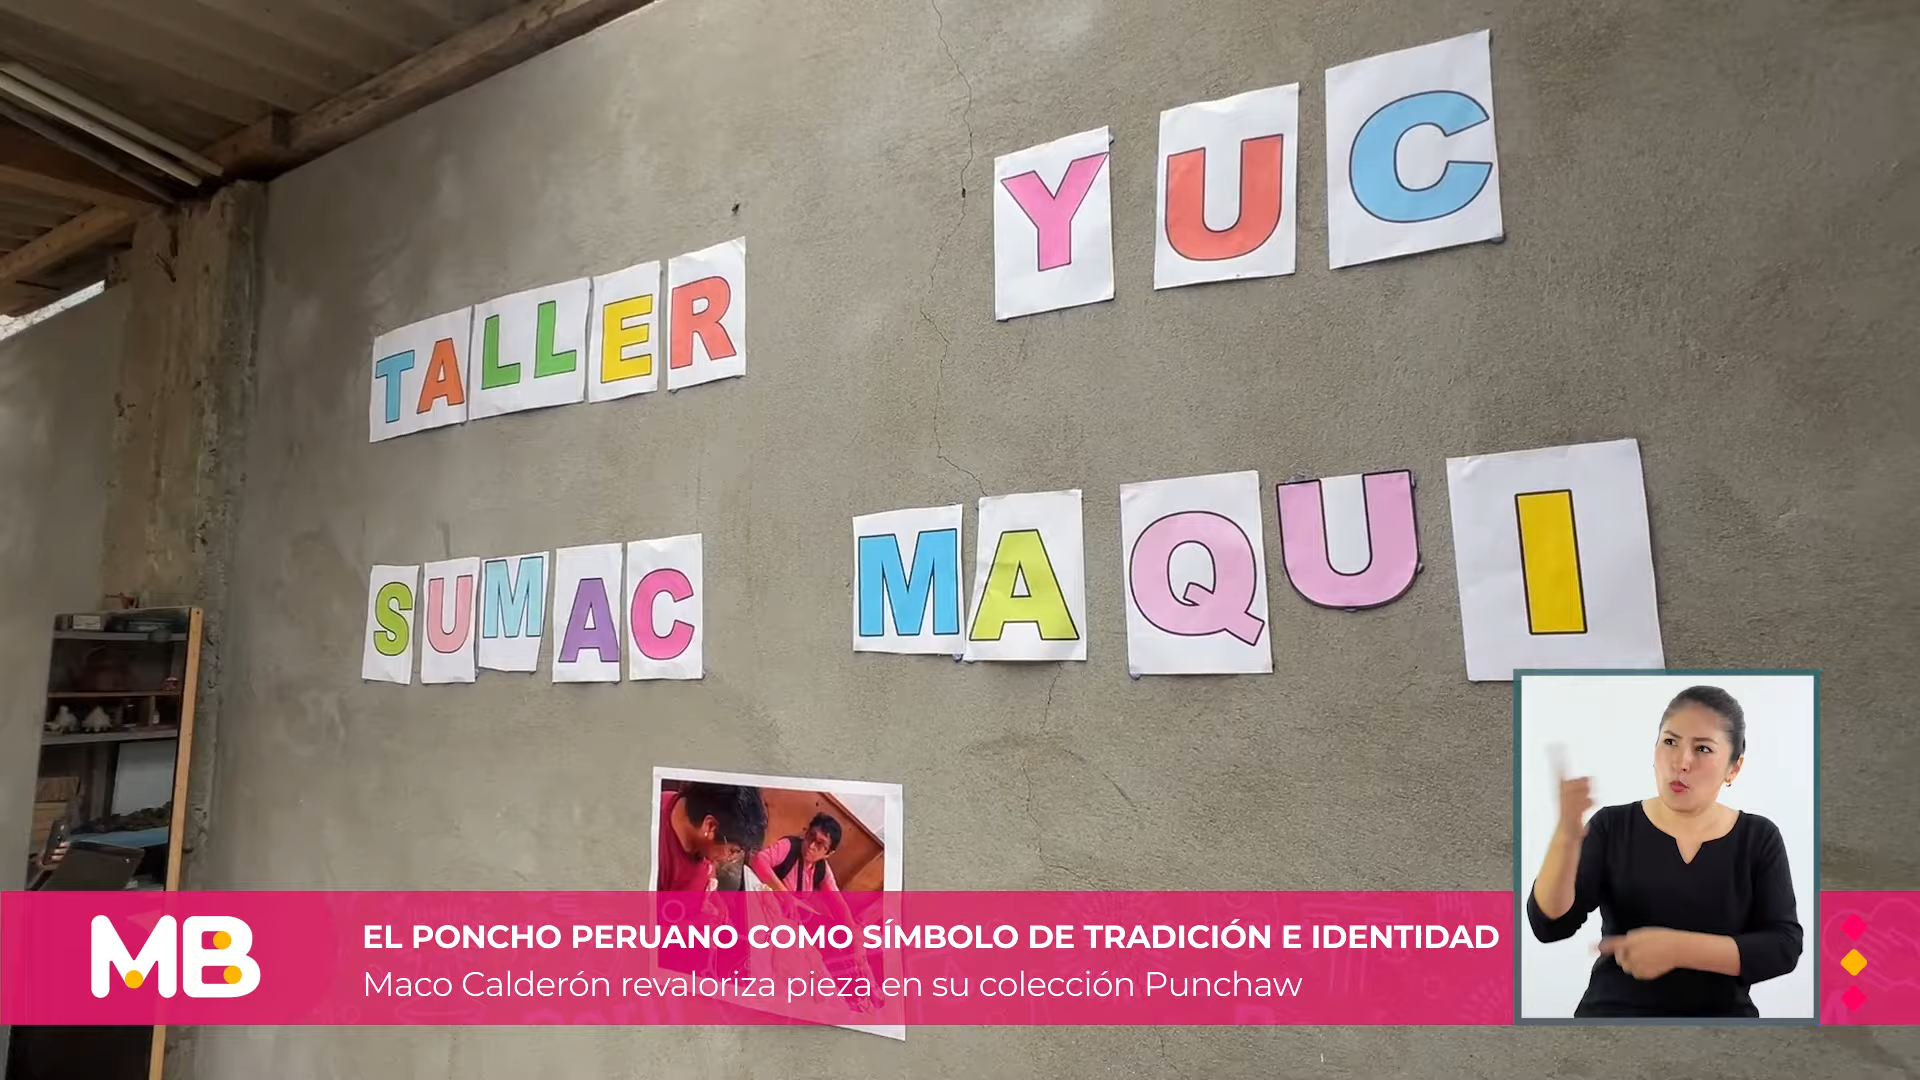 TALLER YUC
SUMAC MAQUI
MB
EL PONCHO PERUANO COMO SÍMBOLO DE TRADICIÓN E IDENTIDAD
Maco Calderón revaloriza pieza en su colección Punchaw